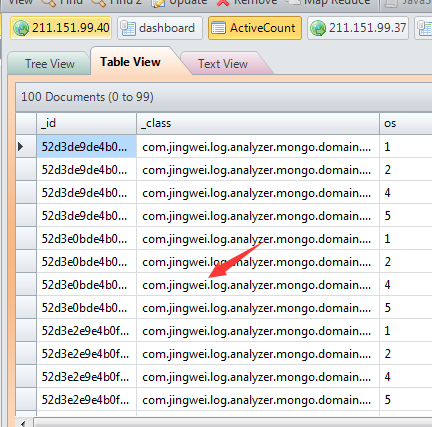 View Find Find 2 Update Remove Map Reduce
211.151.99.40 dashboard ActiveCount 211.151.99.37
Tree View Table View Text View
100 Documents (0 to 99)
_id _class os
52d3de9de4b0... com.jingwei.log.analyzer.mongo.domain.... 1
52d3de9de4b0... com.jingwei.log.analyzer.mongo.domain.... 2
52d3de9de4b0... com.jingwei.log.analyzer.mongo.domain.... 4
52d3de9de4b0... com.jingwei.log.analyzer.mongo.domain.... 5
52d3e0bde4b0... com.jingwei.log.analyzer.mongo.domain.... 1
52d3e0bde4b0... com.jingwei.log.analyzer.mongo.domain.... 2
52d3e0bde4b0... com.jingwei.log.analyzer.mongo.domain.... 4
52d3e0bde4b0... com.jingwei.log.analyzer.mongo.domain.... 5
52d3e2e9e4b0f... com.jingwei.log.analyzer.mongo.domain.... 1
52d3e2e9e4b0f... com.jingwei.log.analyzer.mongo.domain.... 2
52d3e2e9e4b0f... com.jingwei.log.analyzer.mongo.domain.... 4
52d3e2e9e4b0f... com.jingwei.log.analyzer.mongo.domain.... 5